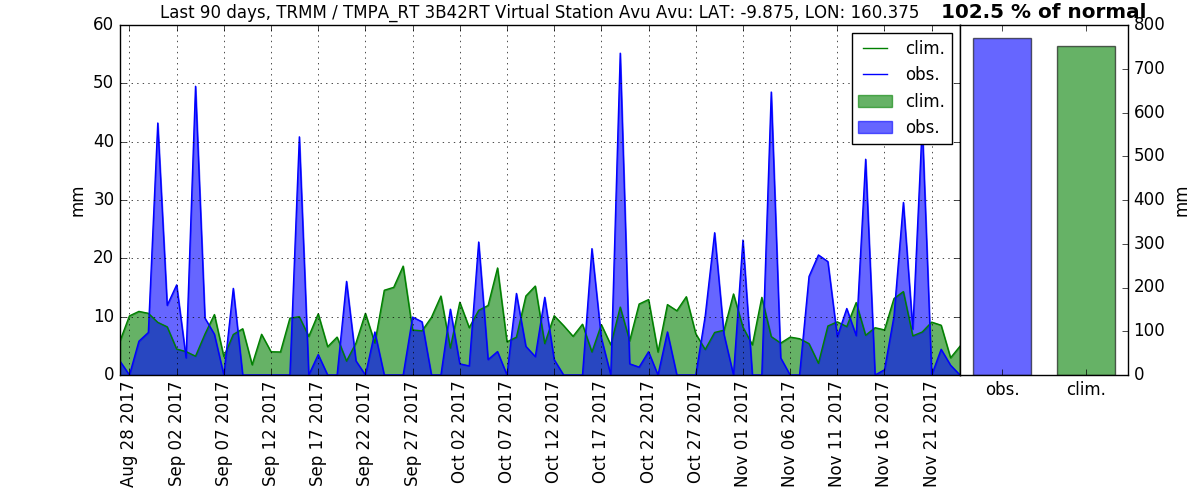 Last 90 days, TRMM / TMPA_RT 3B42RT Virtual Station Avu Avu: LAT: -9.875, LON: 160.375
102.5 % of normal
60
50
40
30
20
10
0
mm
clim.
obs.
clim.
obs.
800
700
600
500
400
300
200
100
0
mm
Aug 28 2017
Sep 02 2017
Sep 07 2017
Sep 12 2017
Sep 17 2017
Sep 22 2017
Sep 27 2017
Oct 02 2017
Oct 07 2017
Oct 12 2017
Oct 17 2017
Oct 22 2017
Oct 27 2017
Nov 01 2017
Nov 06 2017
Nov 11 2017
Nov 16 2017
Nov 21 2017
obs.
clim.